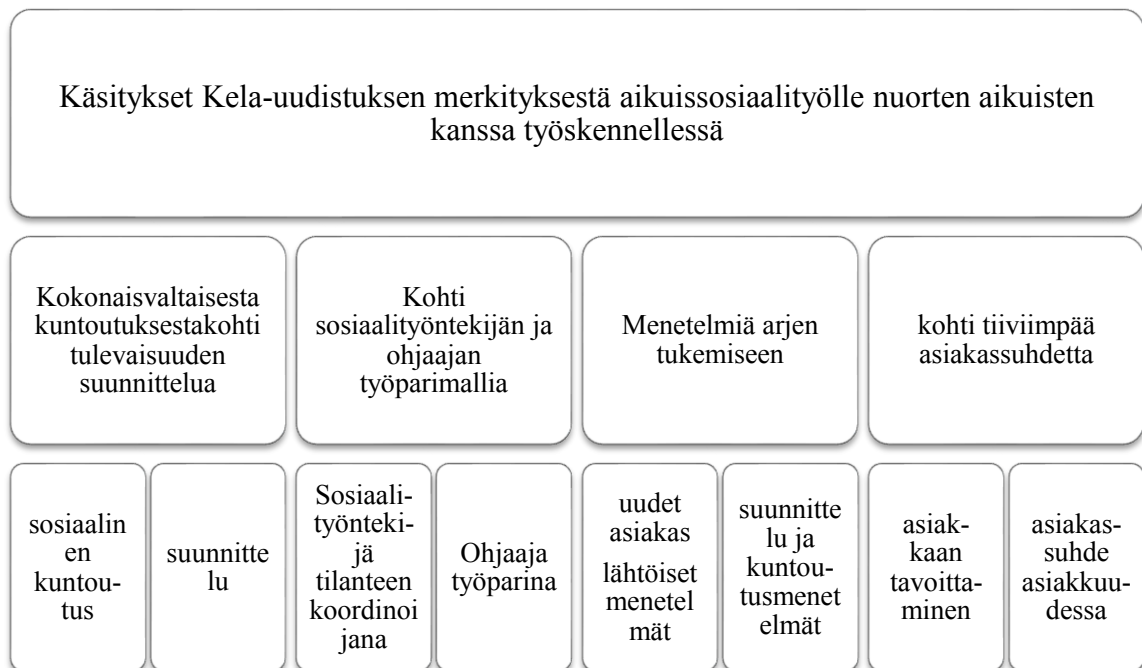 Käsitykset Kela-uudistuksen merkityksestä aikuissosiaalityölle nuorten aikuisten
kanssa työskennellessä
Kokonaisvaltaisesta
kuntoutuksestakohti
tulevaisuuden
suunnittelua
Kohti
sosiaalityöntekijän ja
ohjaajan
työparimallia
Menetelmiä arjen
tukemiseen
kohti tiiviimpää
asiakassuhdetta
sosiaalin
en
kuntou-
tus
suunnitte
lu
Sosiaali-
työnteki-
jä
tilanteen
koordinoi
jana
Ohjaaja
työparina
uudet
asiakas
lähtöiset
menetel
mät
suunnitte
lu ja
kuntou-
tusmenet
elmät
asiak-
kaan
tavoitta-
minen
asiakas-
suhde
asiakkuu-
dessa